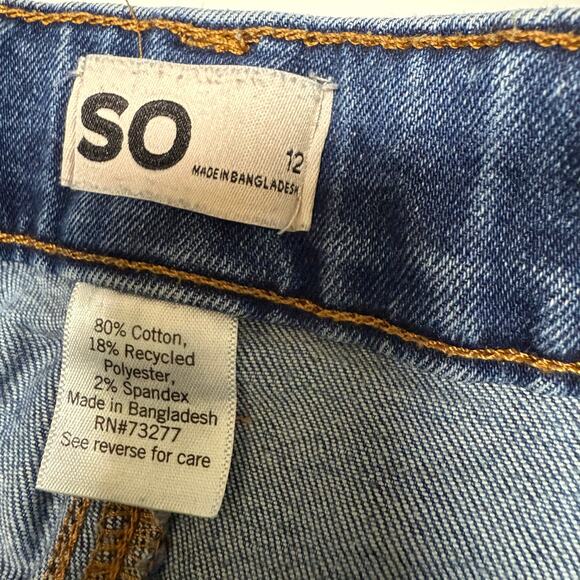 SO
12
MADE IN BANGLADESH
80% Cotton,
18% Recycled
Polyester,
2% Spandex
Made in Bangladesh
RN#73277
See reverse for care